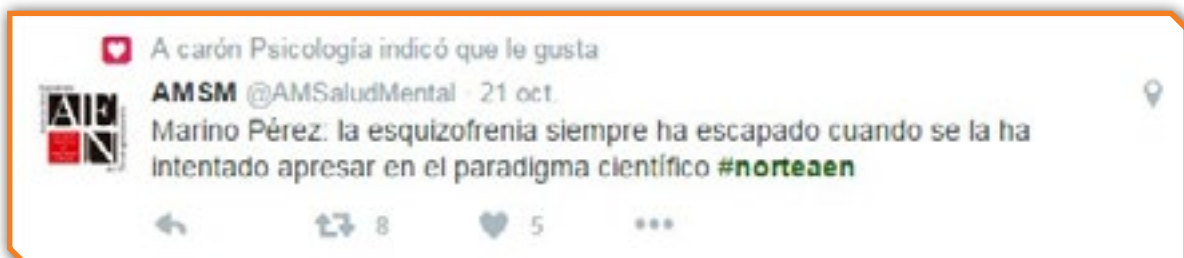 A carón Psicología indicó que le gusta
AMSM @AMSaludMental · 21 oct.
Marino Pérez: la esquizofrenia siempre ha escapado cuando se la ha
intentado apresar en el paradigma científico #norteaen
8 5
AEN